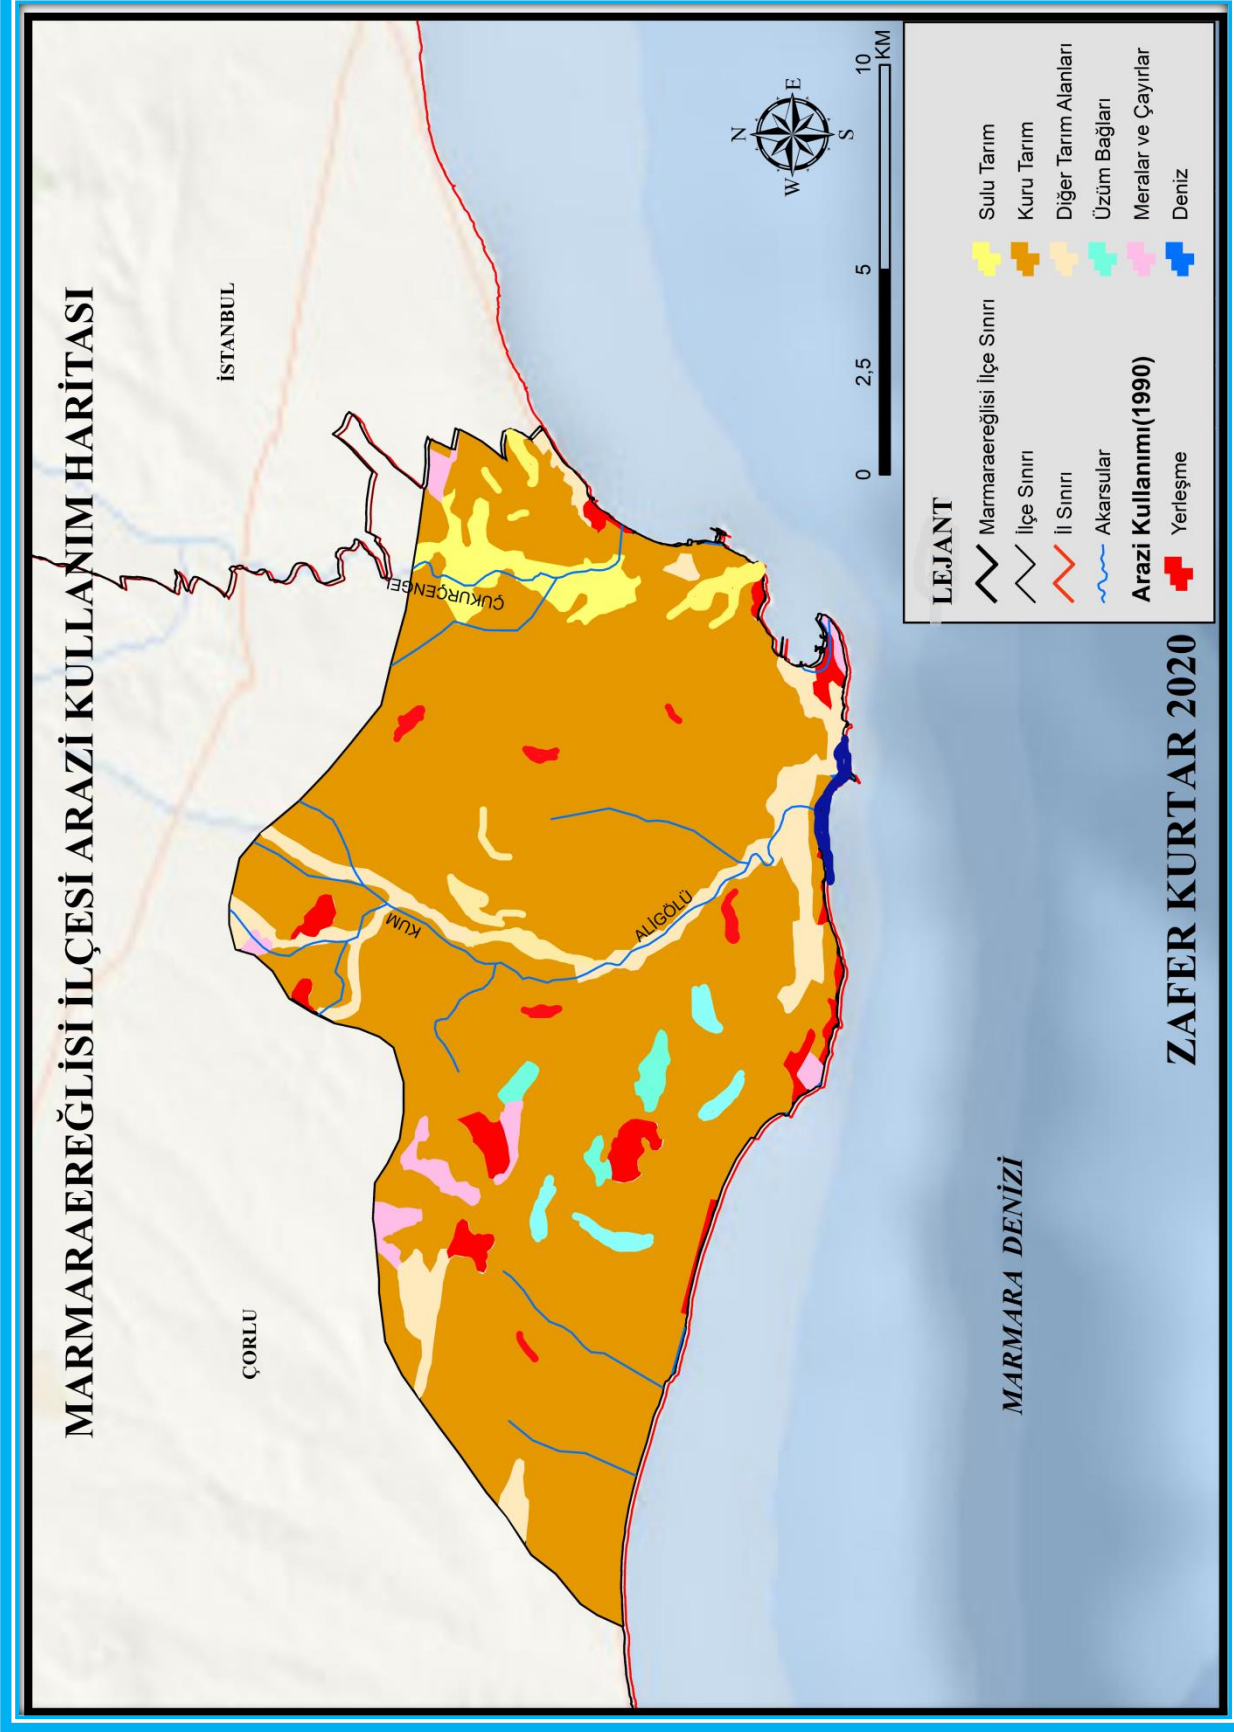 MARMARAEREĞLİSİ İLÇESİ ARAZİ KULLANIM HARİTASI
İSTANBUL
ÇORLU
ÇUKURÇENGEL
KUM
ALİGÖLÜ
N
W
E
S
0
2,5
5
10
KM
MARMARA DENİZİ
LEJANT
Marmaraereğlisi İlçe Sınırı
İlçe Sınırı
İl Sınırı
Akarsular
Arazi Kullanımı(1990)
Yerleşme
Sulu Tarım
Kuru Tarım
Diğer Tarım Alanları
Üzüm Bağları
Meralar ve Çayırlar
Deniz
ZAFER KURTAR 2020